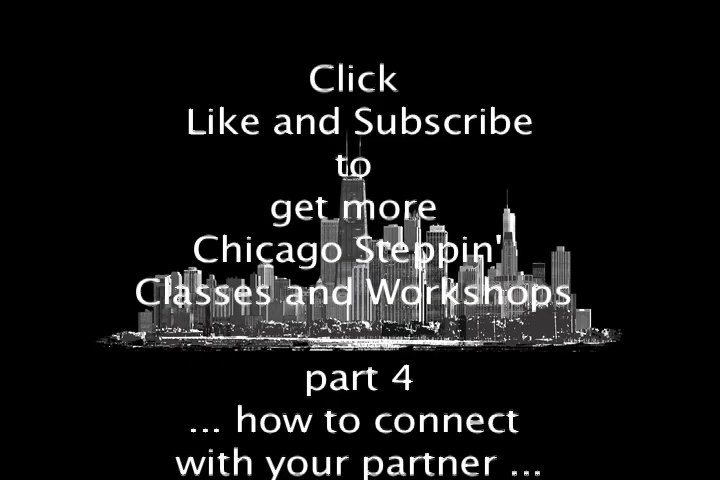 Click
Like and Subscribe
to
get more
Chicago Steppin'
Classes and Workshops
part 4
... how to connect
with your partner ...